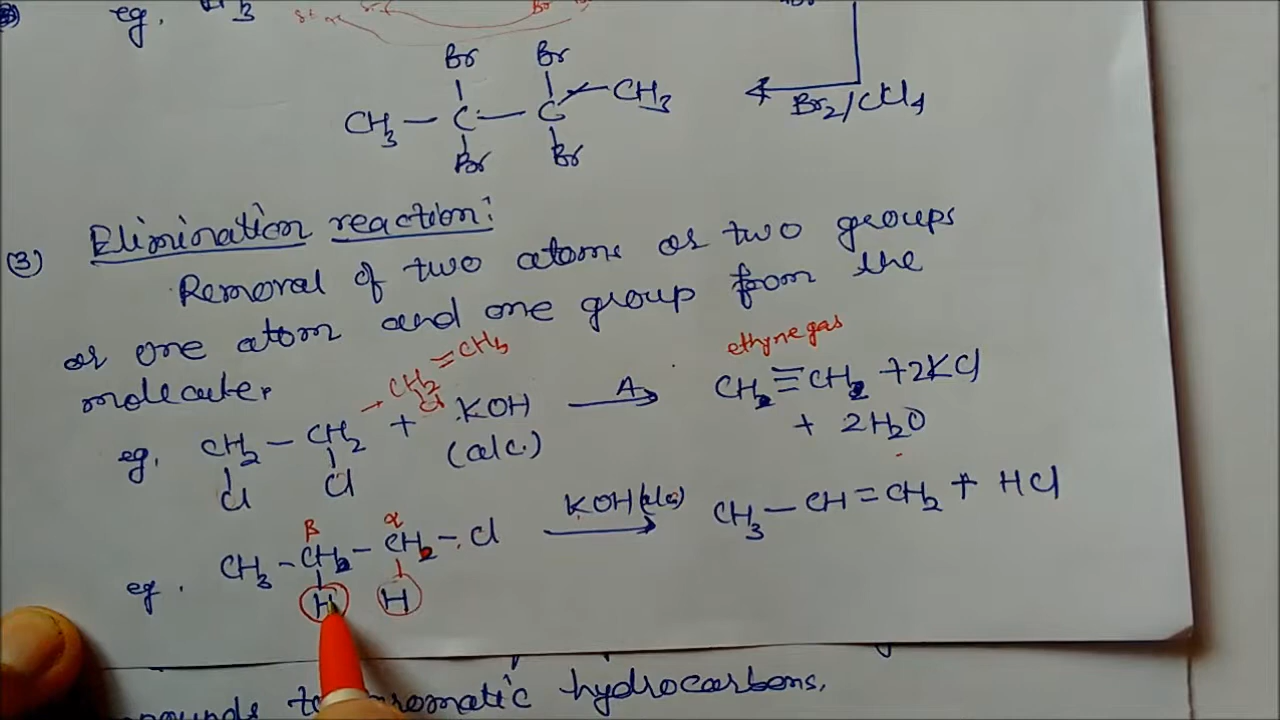 eg. CH3
Br Br
CH3 — C — C — CH3
Br Br
Br2/CCl4
(3) Elimination reaction:
Removal of two atoms or two groups
or one atom and one group from the
molecule.
CH2 = CH3
Cl
ethyne gas
eg. CH2 — CH2 + KOH (alc.) Δ → CH2 ≡ CH2 + 2KCl
+ 2H2O
Cl Cl
β α
eg. CH3 — CH2 — CH2 — Cl KOH(alc) → CH3 — CH = CH2 + HCl
H H
aromatic hydrocarbons.